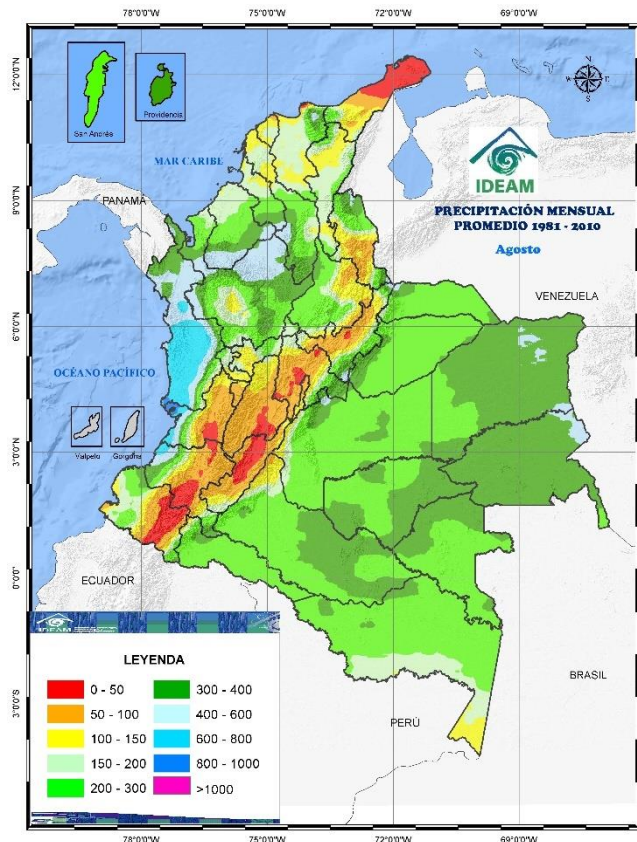 78°0'0"W
75°0'0"W
72°0'0"W
69°0'0"W
12°0'0"N
9°0'0"N
6°0'0"N
3°0'0"N
0°0'0"
3°0'0"S
San Andrés
Providencia
MAR CARIBE
PANAMÁ
IDEAM
PRECIPITACIÓN MENSUAL
PROMEDIO 1981 - 2010
Agosto
VENEZUELA
OCÉANO PACÍFICO
Malpelo
Gorgona
ECUADOR
BRASIL
PERÚ
N
W
E
S
IDEAM
LEYENDA
0 - 50
50 - 100
100 - 150
150 - 200
200 - 300
300 - 400
400 - 600
600 - 800
800 - 1000
>1000
78°0'0"W
75°0'0"W
72°0'0"W
69°0'0"W